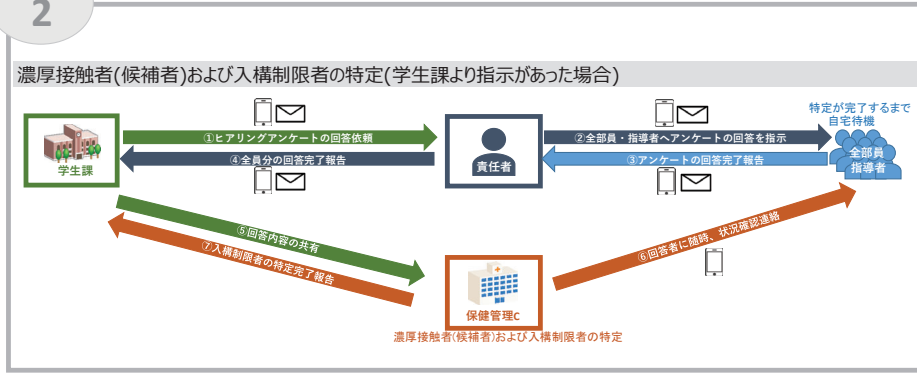 2
濃厚接触者(候補者)および入構制限者の特定(学生課より指示があった場合)
特定が完了するまで
自宅待機
①ヒアリングアンケートの回答依頼
②全部員・指導者へアンケートの回答を指示
④全員分の回答完了報告
③アンケートの回答完了報告
学生課
責任者
全部員
指導者
⑤回答内容の共有
⑦入構制限者の特定完了報告
⑥回答者に随時、状況確認連絡
保健管理C
濃厚接触者(候補者)および入構制限者の特定